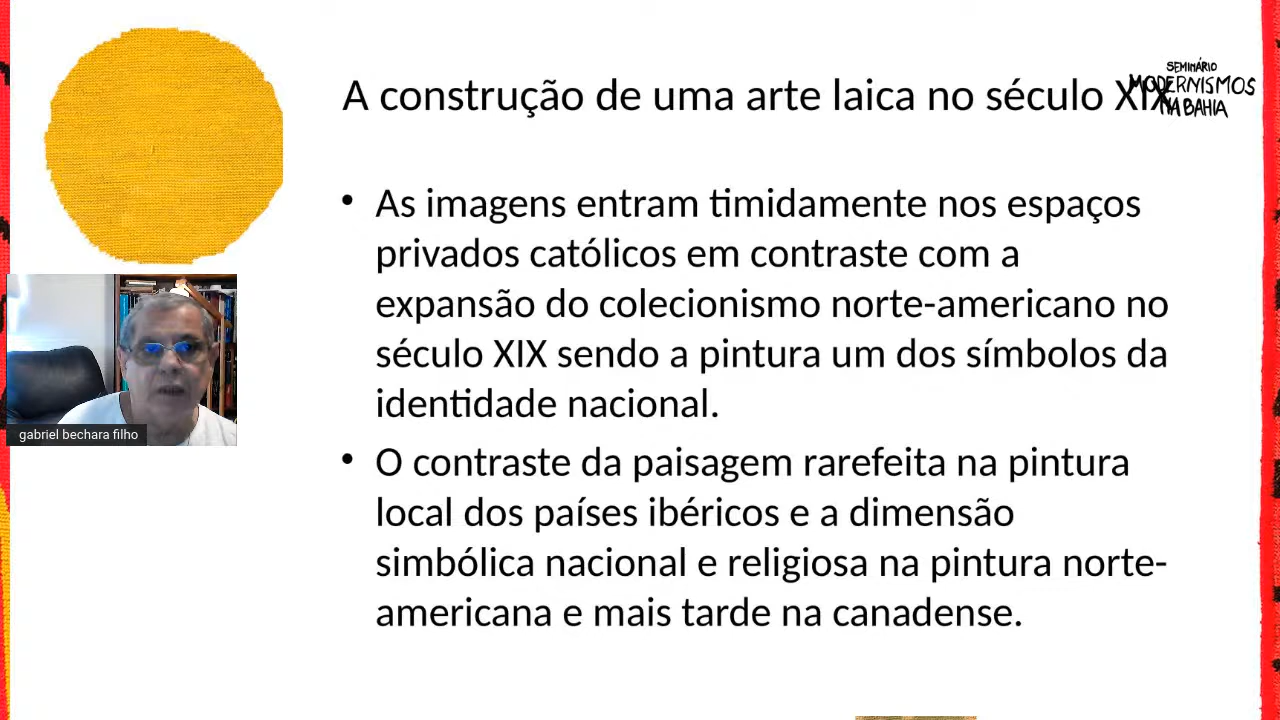 A construção de uma arte laica no século XIX
SEMINÁRIO
MODERNISMOS
NA BAHIA
• As imagens entram timidamente nos espaços
privados católicos em contraste com a
expansão do colecionismo norte-americano no
século XIX sendo a pintura um dos símbolos da
identidade nacional.
• O contraste da paisagem rarefeita na pintura
local dos países ibéricos e a dimensão
simbólica nacional e religiosa na pintura norte-
americana e mais tarde na canadense.
gabriel bechara filho